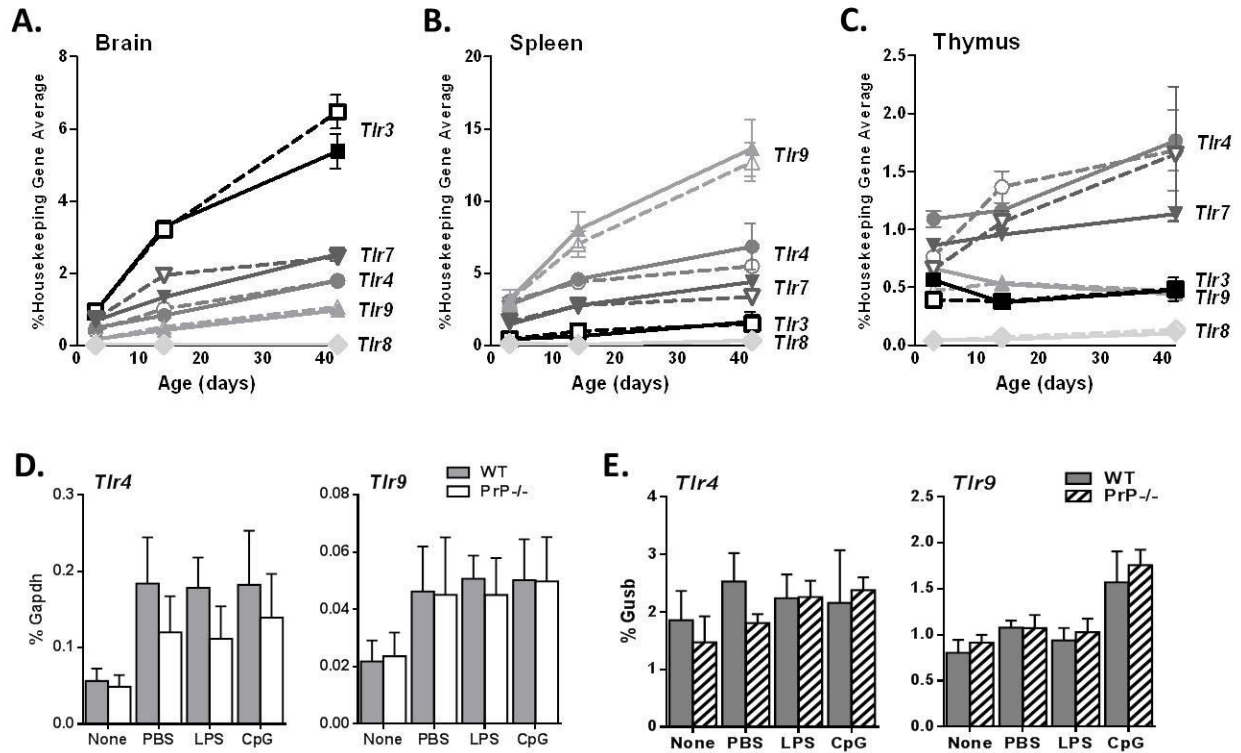 A.
Brain
%Housekeeping Gene Average
8
6
4
2
0
0 10 20 30 40
Age (days)
Tlr3
Tlr7
Tlr4
Tlr9
Tlr8
B.
Spleen
%Housekeeping Gene Average
20
15
10
5
0
0 10 20 30 40
Age (days)
Tlr9
Tlr4
Tlr7
Tlr3
Tlr8
C.
Thymus
%Housekeeping Gene Average
2.5
2.0
1.5
1.0
0.5
0.0
0 10 20 30 40
Age (days)
Tlr4
Tlr7
Tlr3
Tlr9
Tlr8
D.
Tlr4
% Gapdh
0.3
0.2
0.1
0.0
None PBS LPS CpG
Tlr9
WT
PrP-/-
0.08
0.06
0.04
0.02
0.00
None PBS LPS CpG
E.
Tlr4
% Gusb
4
3
2
1
0
None PBS LPS CpG
Tlr9
WT
PrP-/-
2.5
2.0
1.5
1.0
0.5
0.0
None PBS LPS CpG